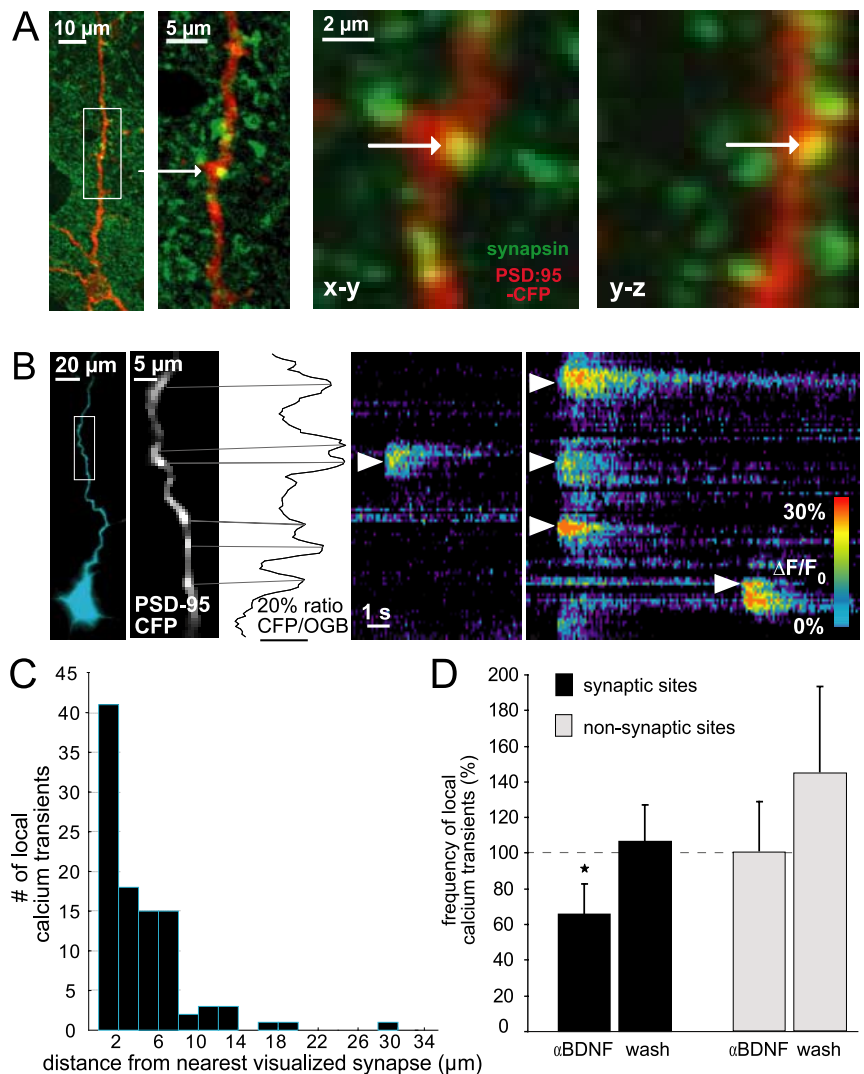 A
10 µm
5 µm
2 µm
synapsin
PSD:95
-CFP
x-y
y-z
B
20 µm
5 µm
PSD-95
CFP
20% ratio
CFP/OGB
1 s
30%
ΔF/F0
0%
C
45
40
35
30
25
20
15
10
5
0
2 6 10 14 18 22 26 30 34
# of local
calcium transients
distance from nearest visualized synapse (µm)
D
synaptic sites
non-synaptic sites
200
180
160
140
120
100
80
60
40
20
0
frequency of local
calcium transients (%)
★
αBDNF wash αBDNF wash